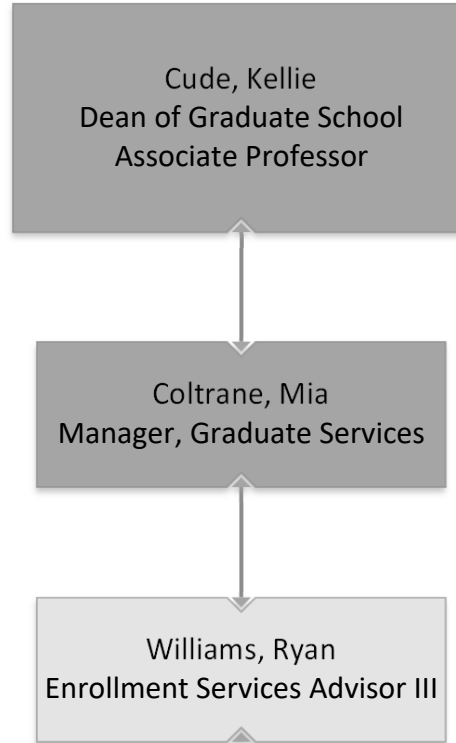 Cude, Kellie
Dean of Graduate School
Associate Professor
Coltrane, Mia
Manager, Graduate Services
Williams, Ryan
Enrollment Services Advisor III